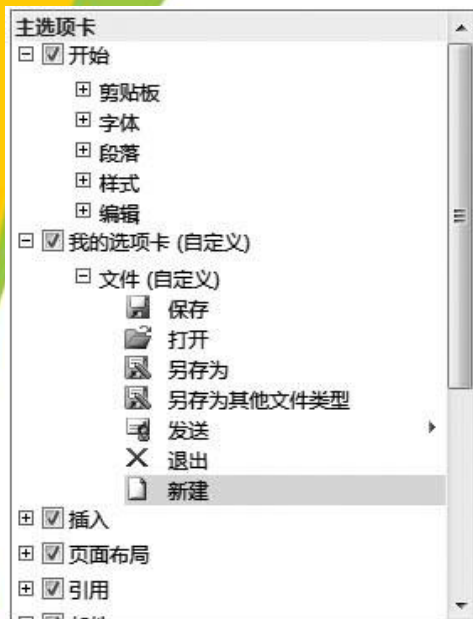 主选项卡
开始
剪贴板
字体
段落
样式
编辑
我的选项卡 (自定义)
文件 (自定义)
保存
打开
另存为
另存为其他文件类型
发送
退出
新建
插入
页面布局
引用